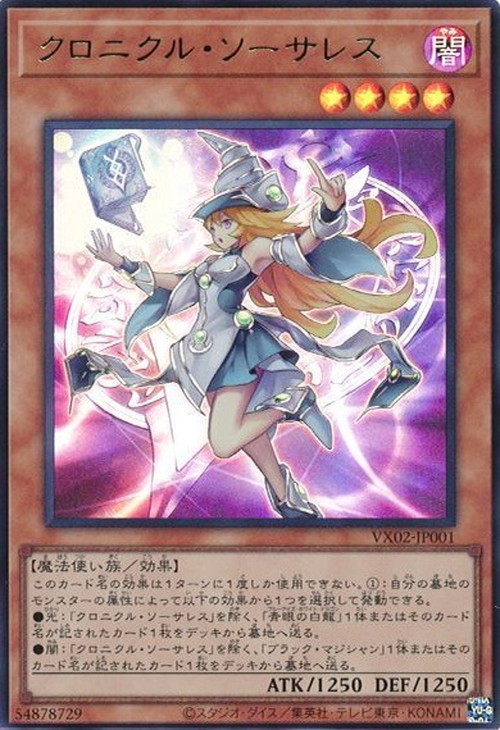 クロニクル・ソーサレス
やみ
闇
VX02-JP001
【魔法使い族／効果】
このカード名の効果は１ターンに１度しか使用できない。①：自分の墓地の
モンスターの属性によって以下の効果から１つを選択して発動できる。
●光：「クロニクル・ソーサレス」を除く、「青眼の白龍」１体またはそのカード
名が記されたカード１枚をデッキから墓地へ送る。
●闇：「クロニクル・ソーサレス」を除く、「ブラック・マジシャン」１体またはその
カード名が記されたカード１枚をデッキから墓地へ送る。
ATK/1250 DEF/1250
54878729 ©スタジオ・ダイス／集英社・テレビ東京・KONAMI